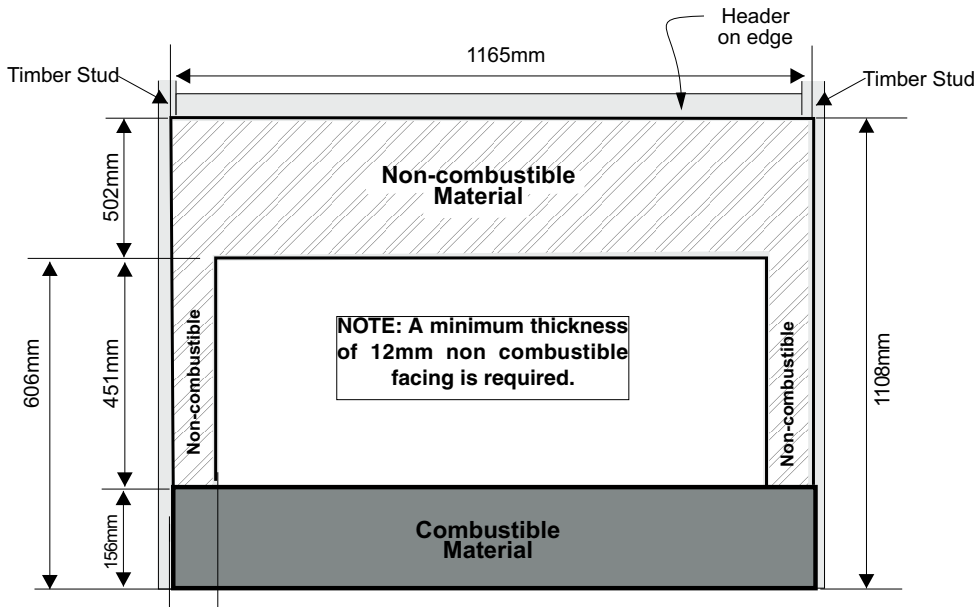 Header
on edge
1165mm
Timber Stud
Timber Stud
502mm
Non-combustible
Material
606mm
451mm
Non-combustible
NOTE: A minimum thickness
of 12mm non combustible
facing is required.
Non-combustible
1108mm
156mm
Combustible
Material